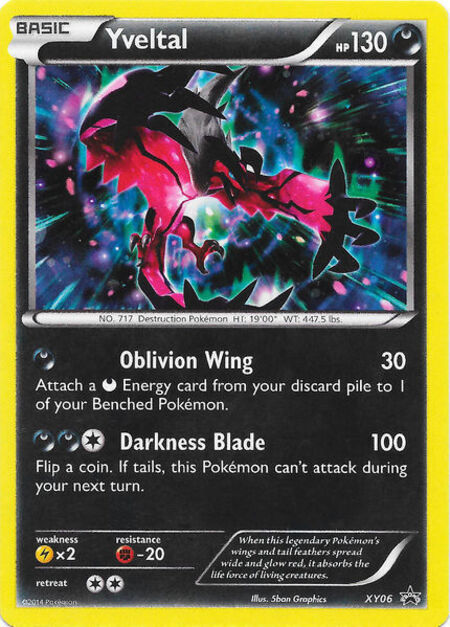 BASIC
Yveltal
HP130
NO. 717 Destruction Pokémon HT: 19'00" WT: 447.5 lbs.
Oblivion Wing 30
Attach a Energy card from your discard pile to 1
of your Benched Pokémon.
Darkness Blade 100
Flip a coin. If tails, this Pokémon can't attack during
your next turn.
weakness resistance
×2 -20
retreat
When this legendary Pokémon's
wings and tail feathers spread
wide and glow red, it absorbs the
life force of living creatures.
©2014 Pokémon Illus. 5ban Graphics XY06